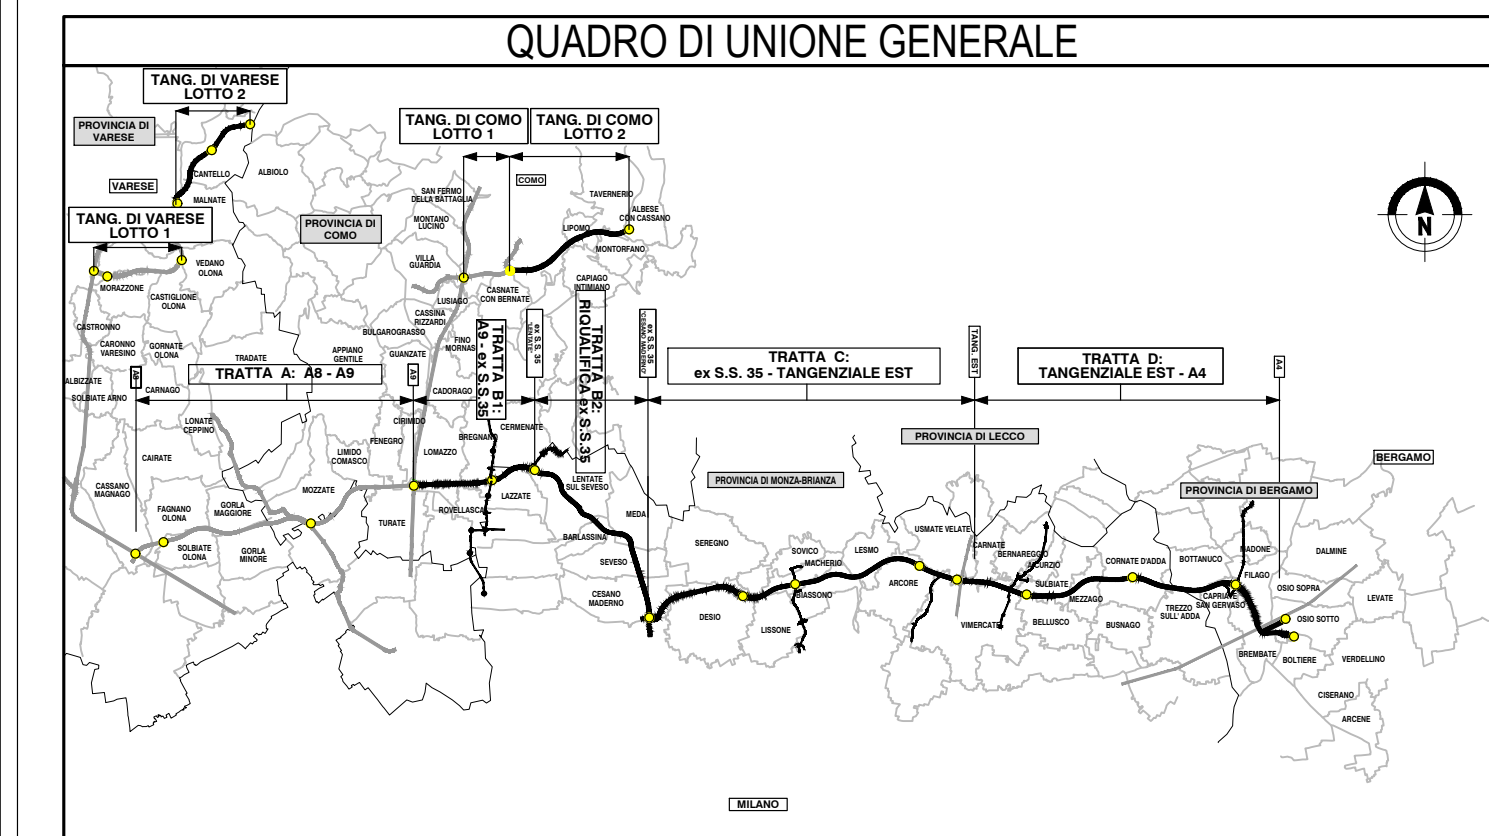 QUADRO DI UNIONE GENERALE
TANG. DI VARESE
LOTTO 2
PROVINCIA DI
VARESE
TANG. DI COMO
LOTTO 1
TANG. DI COMO
LOTTO 2
CANTELLO
ALBIOLO
VARESE
MALNATE
COMO
SAN FERMO
DELLA BATTAGLIA
TAVERNERIO
ALBESE
CON CASSANO
TANG. DI VARESE
LOTTO 1
PROVINCIA DI
COMO
MONTANO
LUCINO
LIPOMO
MONTORFANO
N
VEDANO
OLONA
VILLA
GUARDIA
MORAZZONE
CASTIGLIONE
OLONA
LUSIAGO
CASNATE
CON BERNATE
CAPIAGO
INTIMIANO
CASTRONNO
CASSINA
RIZZARDI
BULGAROGRASSO
CARONNO
VARESINO
GORNATE
OLONA
TRADATE
APPIANO
GENTILE
GUANZATE
FINO
MORNAS
TRATTA B1:
A9 - ex S.S.35
ex S.S. 35
"LENTATE"
TRATTA B2:
RIQUALIFICA ex S.S.35
ex S.S. 35
"CESANO MADERNO"
TRATTA C:
ex S.S. 35 - TANGENZIALE EST
TANG. EST
TRATTA D:
TANGENZIALE EST - A4
A4
ALBIZZATE
SOLBIATE ARNO
A8
CARNAGO
TRATTA A: A8 - A9
A9
CADORAGO
LONATE
CEPPINO
CIRIMIDO
FENEGRO
BREGNANO
CERMENATE
PROVINCIA DI LECCO
CAIRATE
LIMIDO
COMASCO
LOMAZZO
BERGAMO
CASSANO
MAGNAGO
MOZZATE
LAZZATE
LENTATE
SUL SEVESO
PROVINCIA DI MONZA-BRIANZA
PROVINCIA DI BERGAMO
FAGNANO
OLONA
GORLA
MAGGIORE
TURATE
ROVELLASCA
MEDA
SOLBIATE
OLONA
GORLA
MINORE
BARLASSINA
SEVESO
SEREGNO
SOVICO
MACHERIO
LESMO
USMATE VELATE
CARNATE
BERNAREGGIO
AICURZIO
CORNATE D'ADDA
BOTTANUCO
MADONE
DALMINE
FILAGO
CESANO
MADERNO
DESIO
BIASSONO
LISSONE
ARCORE
SULBIATE
MEZZAGO
VIMERCATE
BELLUSCO
BUSNAGO
TREZZO
SULL' ADDA
CAPRIATE
SAN GERVASO
OSIO SOPRA
LEVATE
OSIO SOTTO
BREMBATE
BOLTIERE
VERDELLINO
CISERANO
ARCENE
MILANO